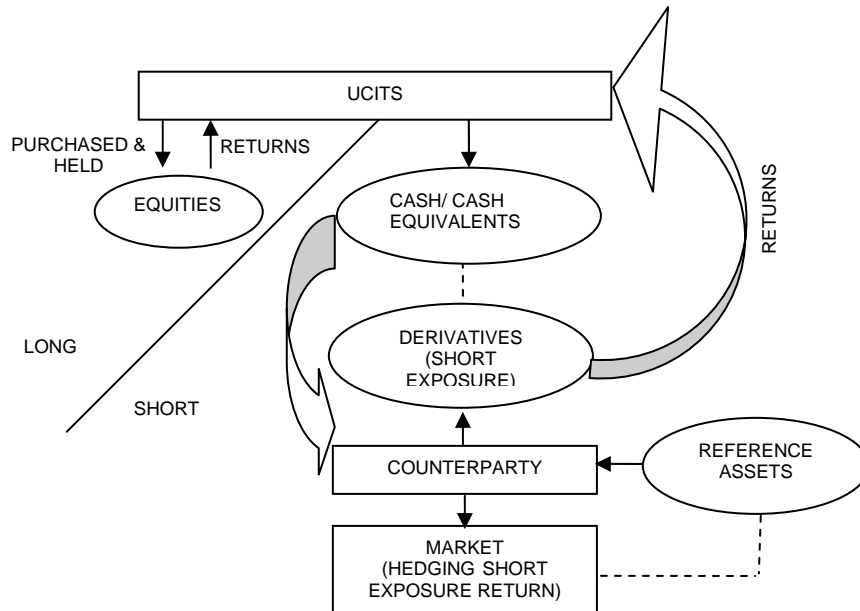 UCITS
PURCHASED &
HELD
RETURNS
EQUITIES
CASH/ CASH
EQUIVALENTS
RETURNS
LONG
DERIVATIVES
(SHORT
EXPOSURE)
SHORT
COUNTERPARTY
REFERENCE
ASSETS
MARKET
(HEDGING SHORT
EXPOSURE RETURN)